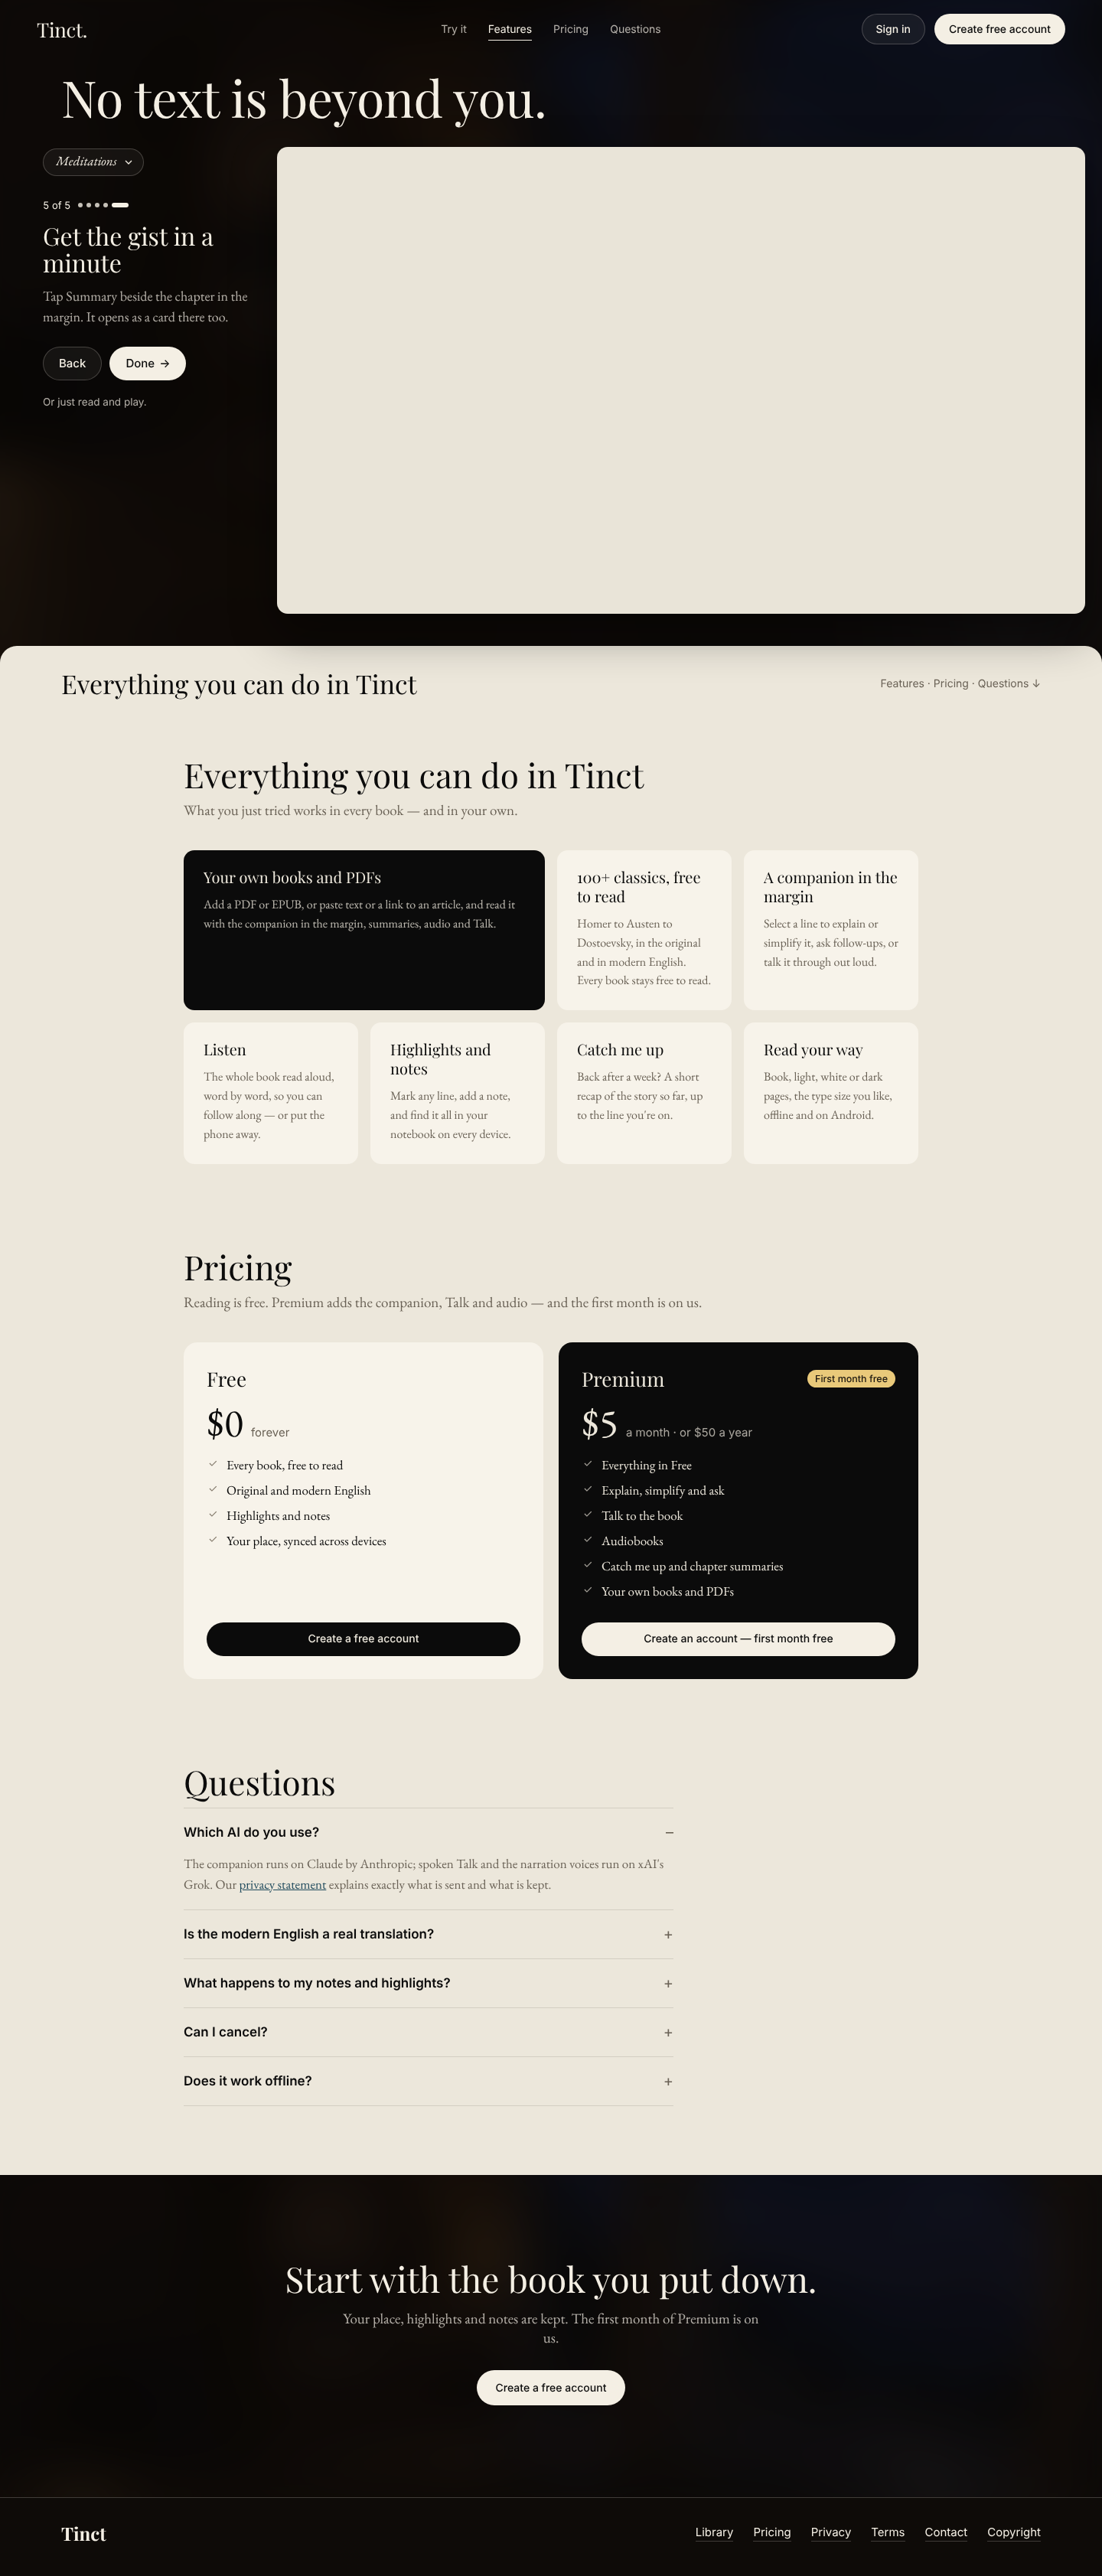 Tinct.
Try it
Features
Pricing
Questions
Sign in
Create free account
No text is beyond you.
Meditations
5 of 5
Get the gist in a
minute
Tap Summary beside the chapter in the
margin. It opens as a card there too.
Back
Done →
Or just read and play.
Everything you can do in Tinct
Features · Pricing · Questions ↓
Everything you can do in Tinct
What you just tried works in every book — and in your own.
Your own books and PDFs
Add a PDF or EPUB, or paste text or a link to an article, and read it
with the companion in the margin, summaries, audio and Talk.
100+ classics, free
to read
Homer to Austen to
Dostoevsky, in the original
and in modern English.
Every book stays free to read.
A companion in the
margin
Select a line to explain or
simplify it, ask follow-ups, or
talk it through out loud.
Listen
The whole book read aloud,
word by word, so you can
follow along — or put the
phone away.
Highlights and
notes
Mark any line, add a note,
and find it all in your
notebook on every device.
Catch me up
Back after a week? A short
recap of the story so far, up
to the line you're on.
Read your way
Book, light, white or dark
pages, the type size you like,
offline and on Android.
Pricing
Reading is free. Premium adds the companion, Talk and audio — and the first month is on us.
Free
$0 forever
Every book, free to read
Original and modern English
Highlights and notes
Your place, synced across devices
Create a free account
Premium
First month free
$5 a month · or $50 a year
Everything in Free
Explain, simplify and ask
Talk to the book
Audiobooks
Catch me up and chapter summaries
Your own books and PDFs
Create an account — first month free
Questions
Which AI do you use? –
The companion runs on Claude by Anthropic; spoken Talk and the narration voices run on xAI's
Grok. Our privacy statement explains exactly what is sent and what is kept.
Is the modern English a real translation? +
What happens to my notes and highlights? +
Can I cancel? +
Does it work offline? +
Start with the book you put down.
Your place, highlights and notes are kept. The first month of Premium is on
us.
Create a free account
Tinct
Library
Pricing
Privacy
Terms
Contact
Copyright